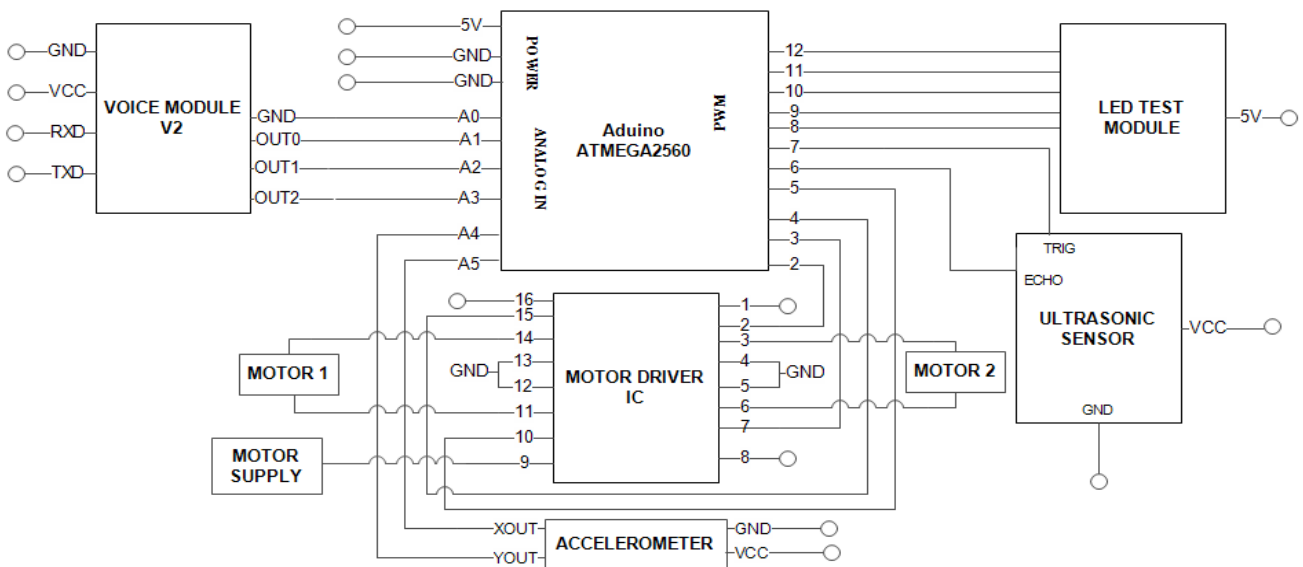 GND
VCC
RXD
TXD
VOICE MODULE
V2
GND
OUT0
OUT1
OUT2
5V
GND
GND
A0
A1
A2
A3
A4
A5
POWER
ANALOG IN
Aduino
ATMEGA2560
PWM
12
11
10
9
8
7
6
5
4
3
2
LED TEST
MODULE
5V
TRIG
ECHO
ULTRASONIC
SENSOR
VCC
GND
16
15
14
13
12
11
10
9
GND
MOTOR 1
MOTOR
SUPPLY
MOTOR DRIVER
IC
1
2
3
4
5
6
7
8
GND
MOTOR 2
XOUT
YOUT
ACCELEROMETER
GND
VCC